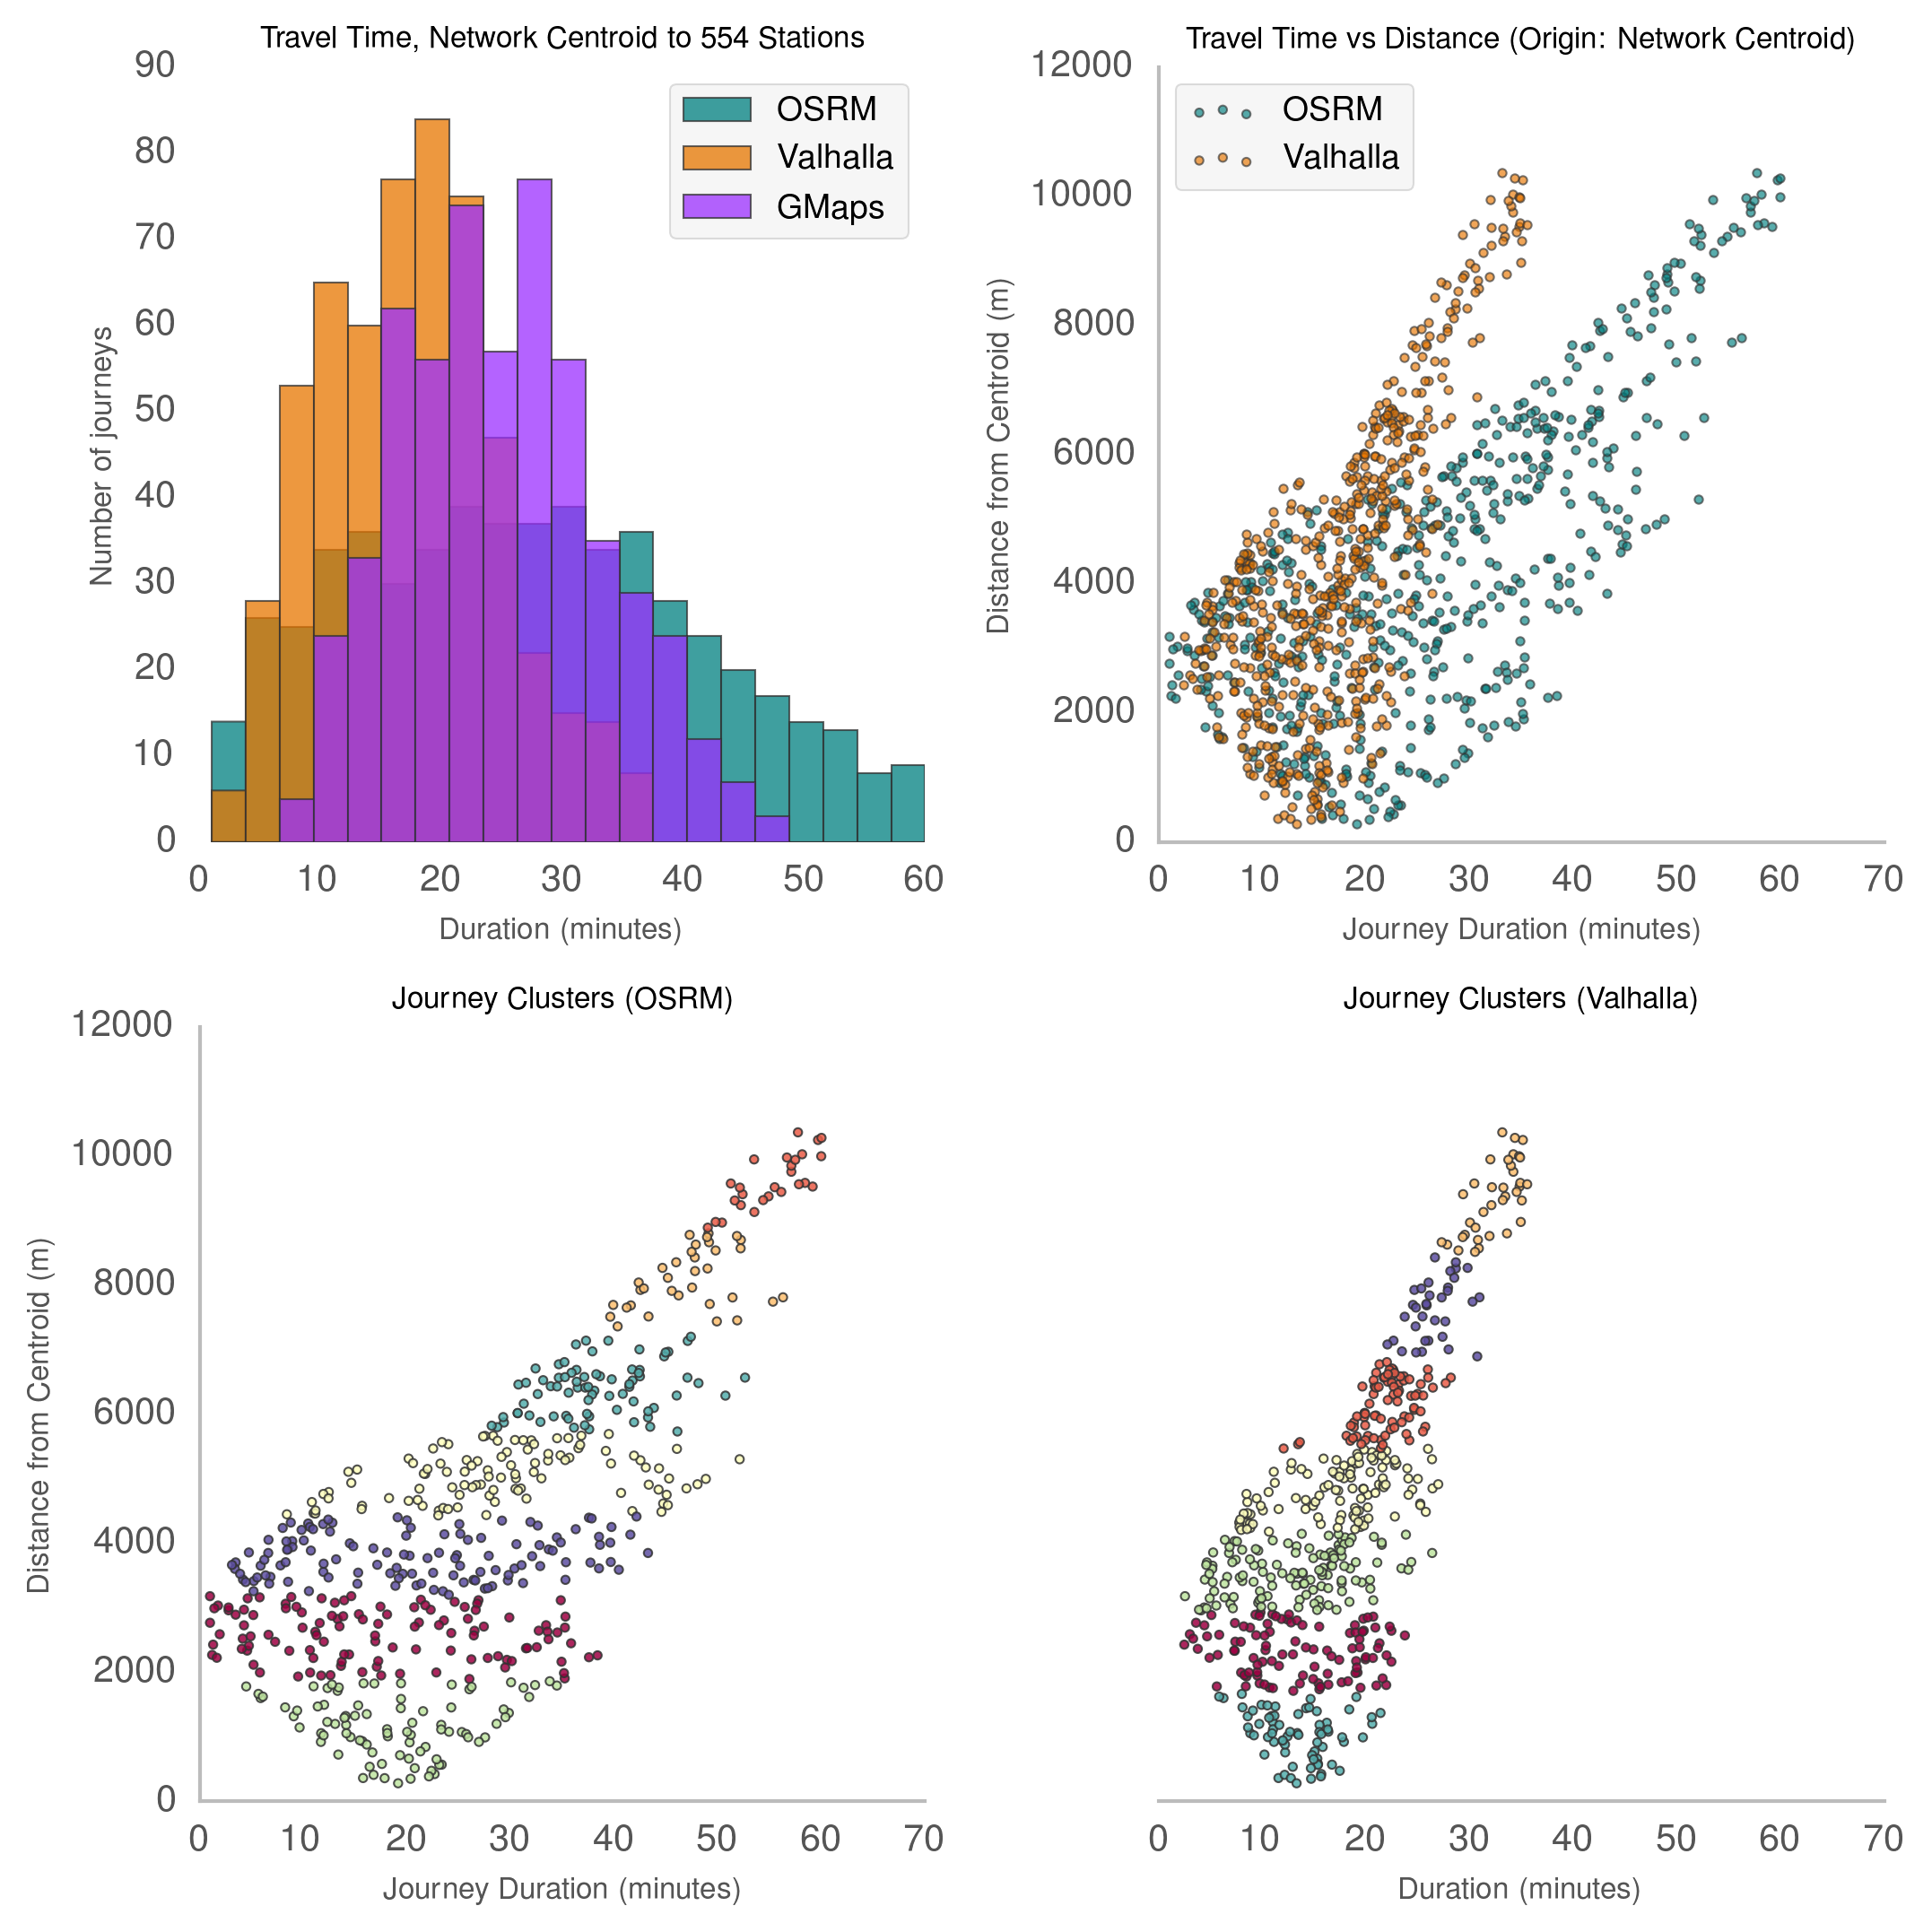 Travel Time, Network Centroid to 554 Stations
90
80
70
60
50
40
30
20
10
0
Number of journeys
OSRM
Valhalla
GMaps
0 10 20 30 40 50 60
Duration (minutes)
Travel Time vs Distance (Origin: Network Centroid)
12000
10000
8000
6000
4000
2000
0
Distance from Centroid (m)
OSRM
Valhalla
0 10 20 30 40 50 60 70
Journey Duration (minutes)
Journey Clusters (OSRM)
12000
10000
8000
6000
4000
2000
0
Distance from Centroid (m)
0 10 20 30 40 50 60 70
Journey Duration (minutes)
Journey Clusters (Valhalla)
0 10 20 30 40 50 60 70
Duration (minutes)